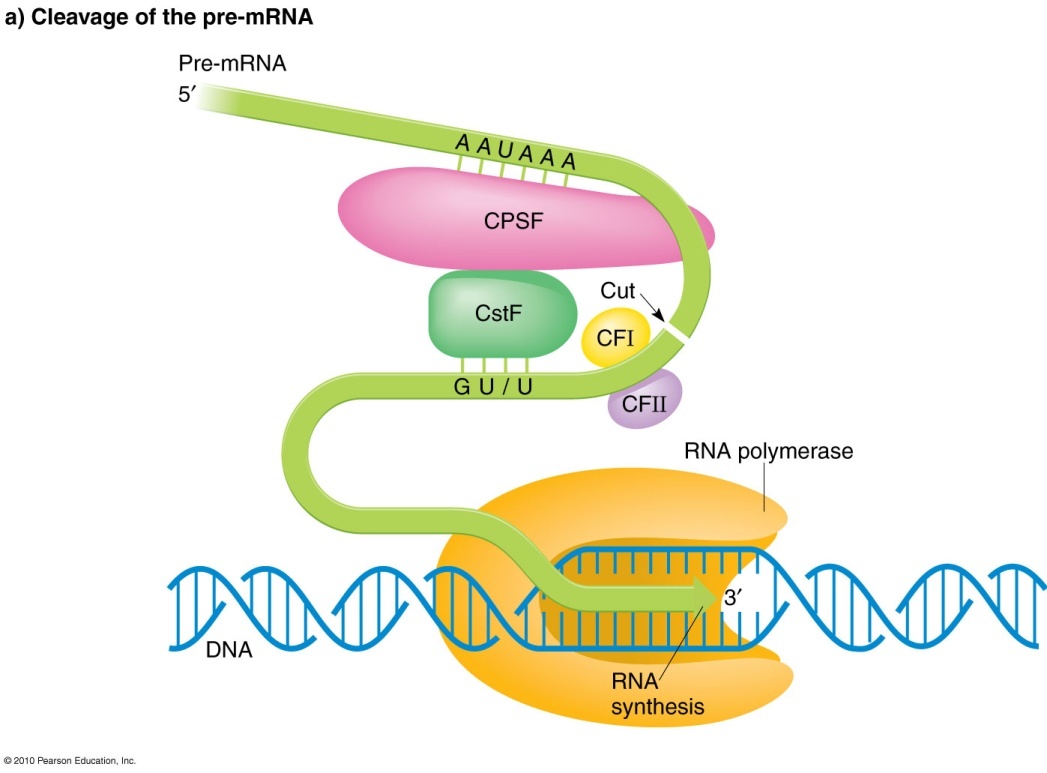 a) Cleavage of the pre-mRNA
Pre-mRNA
5′
A A U A A A
CPSF
Cut
CstF
CFI
G U / U
CFII
RNA polymerase
3′
DNA
RNA
synthesis
© 2010 Pearson Education, Inc.